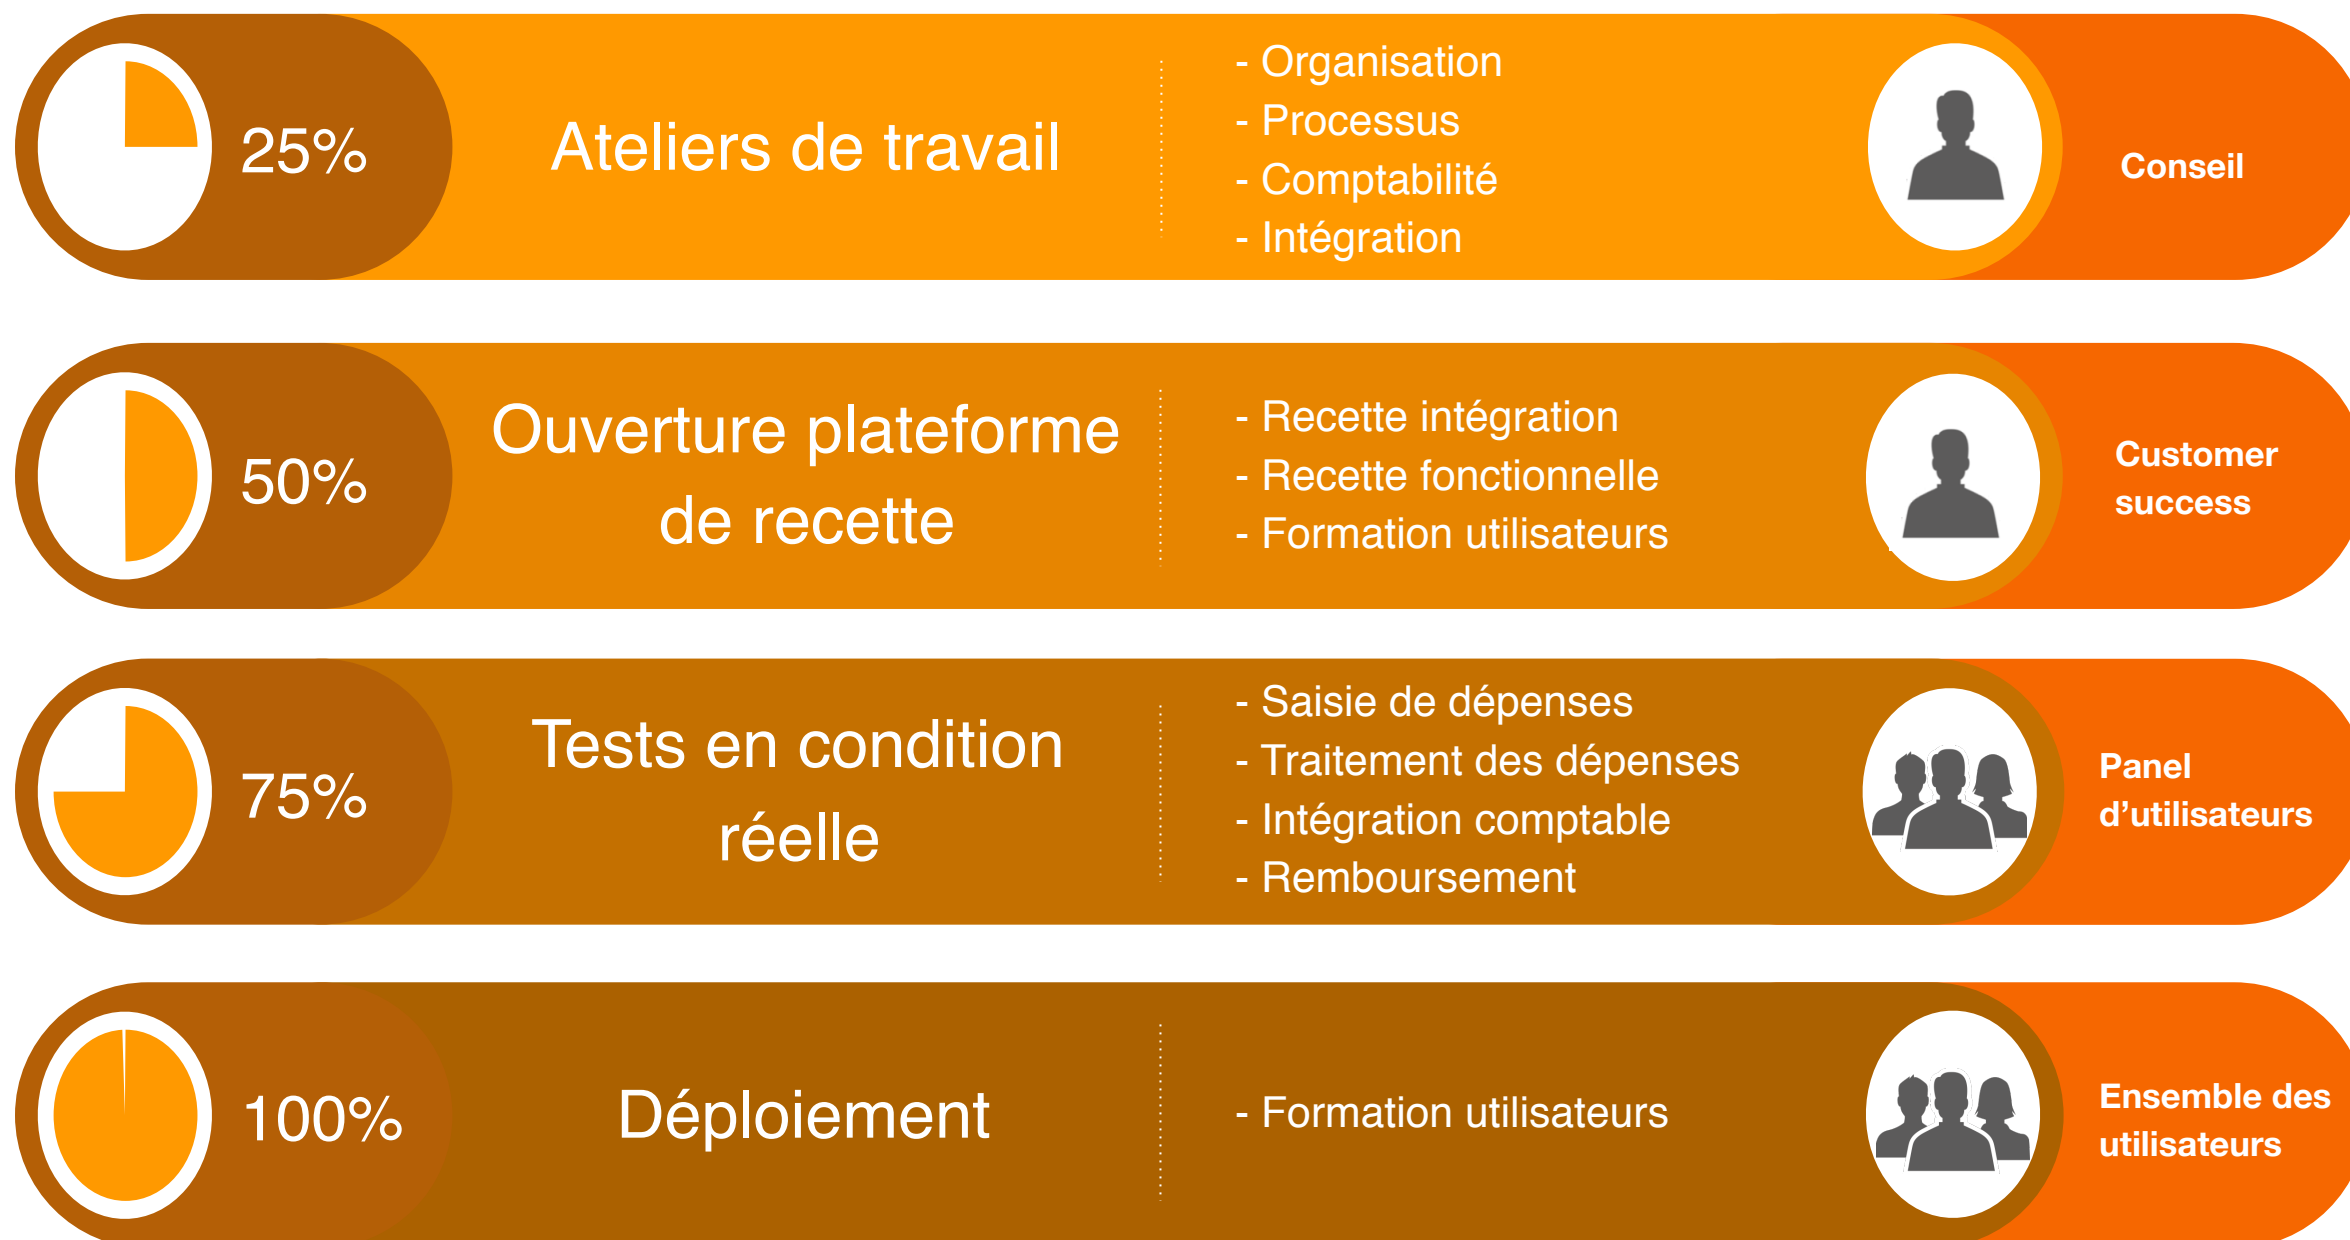 25%
Ateliers de travail
- Organisation
- Processus
- Comptabilité
- Intégration
Conseil
50%
Ouverture plateforme
de recette
- Recette intégration
- Recette fonctionnelle
- Formation utilisateurs
Customer
success
75%
Tests en condition
réelle
- Saisie de dépenses
- Traitement des dépenses
- Intégration comptable
- Remboursement
Panel
d’utilisateurs
100%
Déploiement
- Formation utilisateurs
Ensemble des
utilisateurs